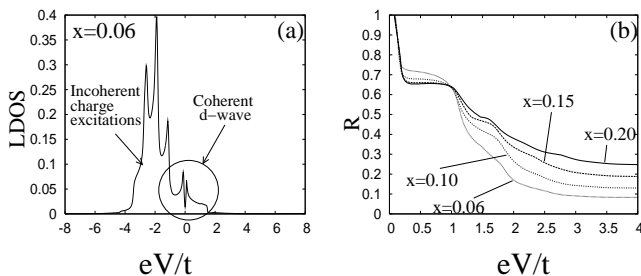 x=0.06
(a)
LDOS
0.4
0.35
0.3
0.25
0.2
0.15
0.1
0.05
0
Incoherent
charge
excitations
Coherent
d-wave
-8 -6 -4 -2 0 2 4 6 8
eV/t
(b)
R
1
0.9
0.8
0.7
0.6
0.5
0.4
0.3
0.2
0.1
0
x=0.15
x=0.20
x=0.10
x=0.06
0 0.5 1 1.5 2 2.5 3 3.5 4
eV/t